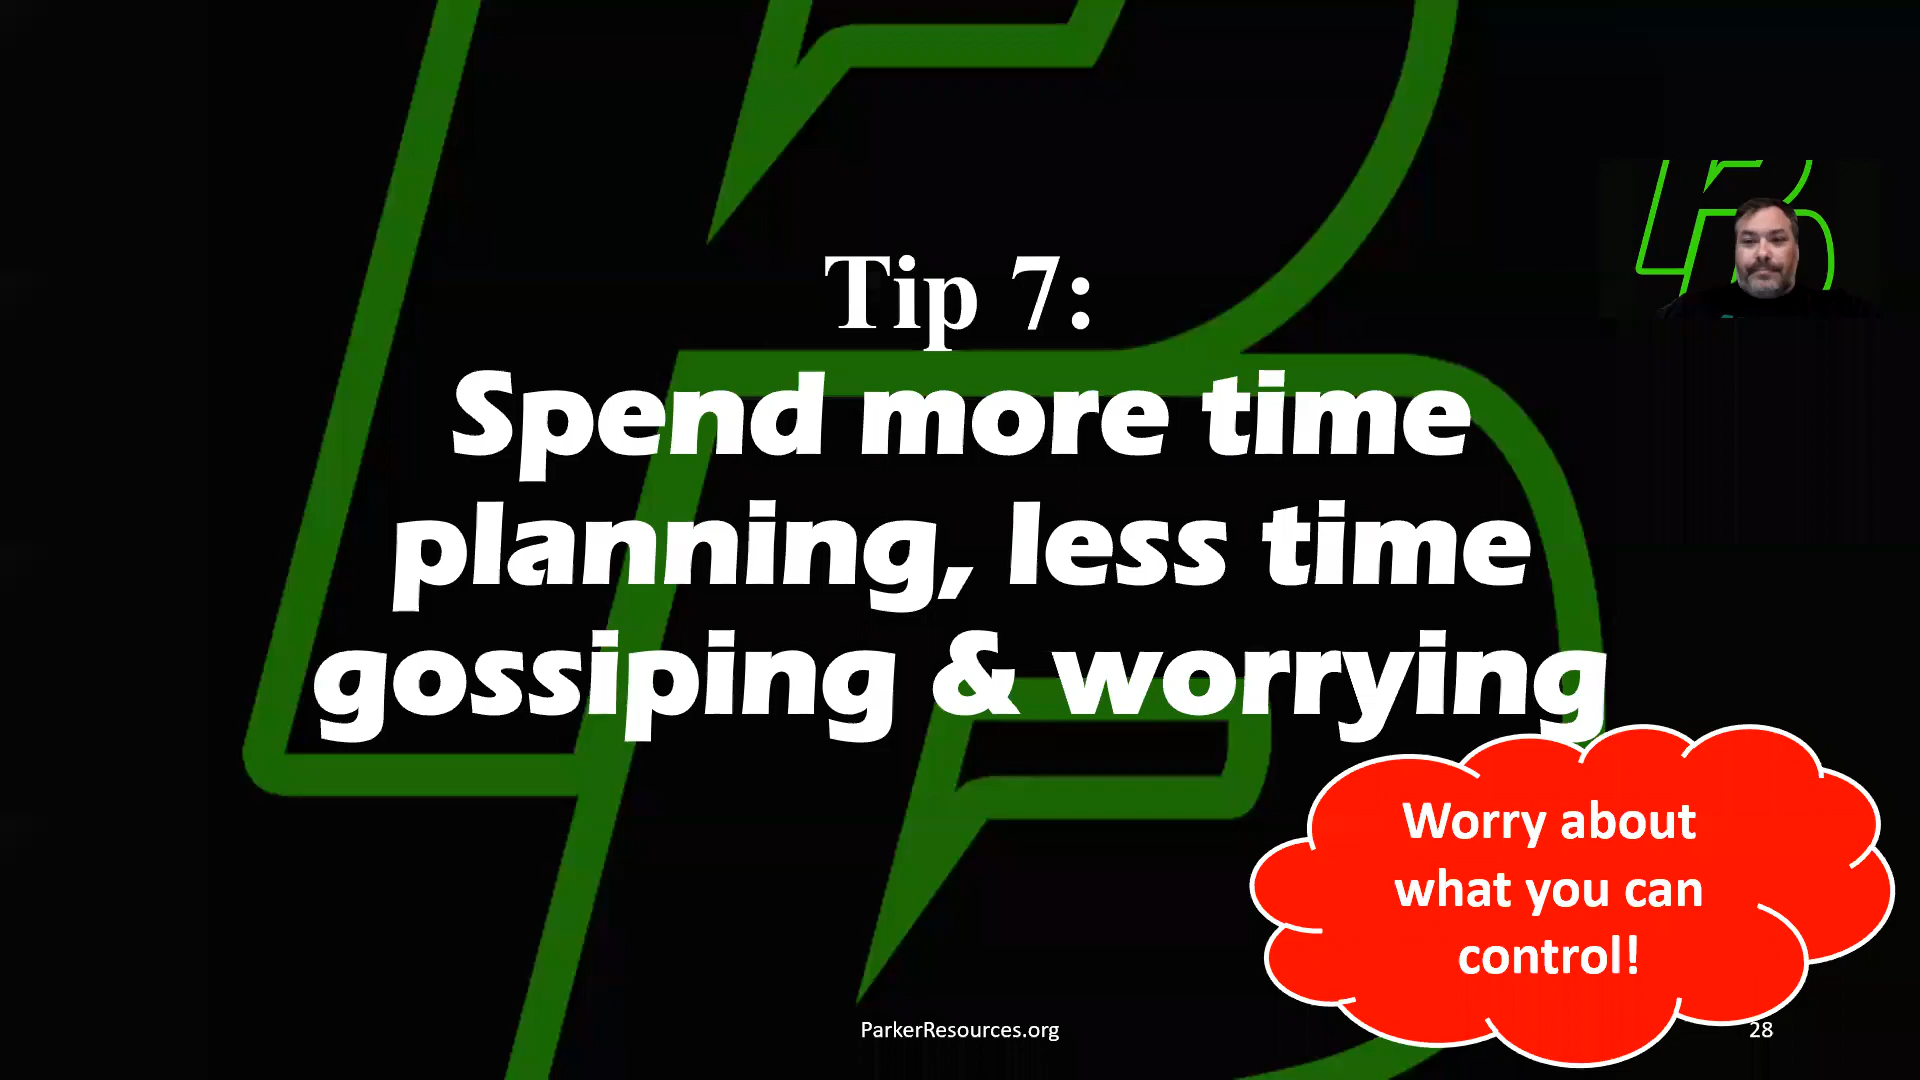 Tip 7:
Spend more time
planning, less time
gossiping & worrying
Worry about
what you can
control!
ParkerResources.org
28